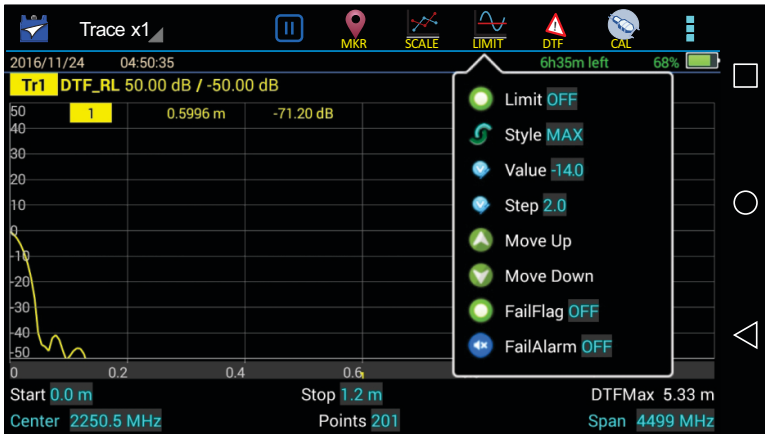 Trace x1
MKR SCALE LIMIT DTF CAL
2016/11/24 04:50:35 6h35m left 68%
Tr1 DTF_RL 50.00 dB / -50.00 dB
50 1 0.5996 m -71.20 dB
Limit OFF
40
Style MAX
30
Value -14.0
20
Step 2.0
10
Move Up
0
-10
Move Down
-20
FailFlag OFF
-30
FailAlarm OFF
-40
-50
0 0.2 0.4 0.6
Start 0.0 m Stop 1.2 m DTFMax 5.33 m
Center 2250.5 MHz Points 201 Span 4499 MHz